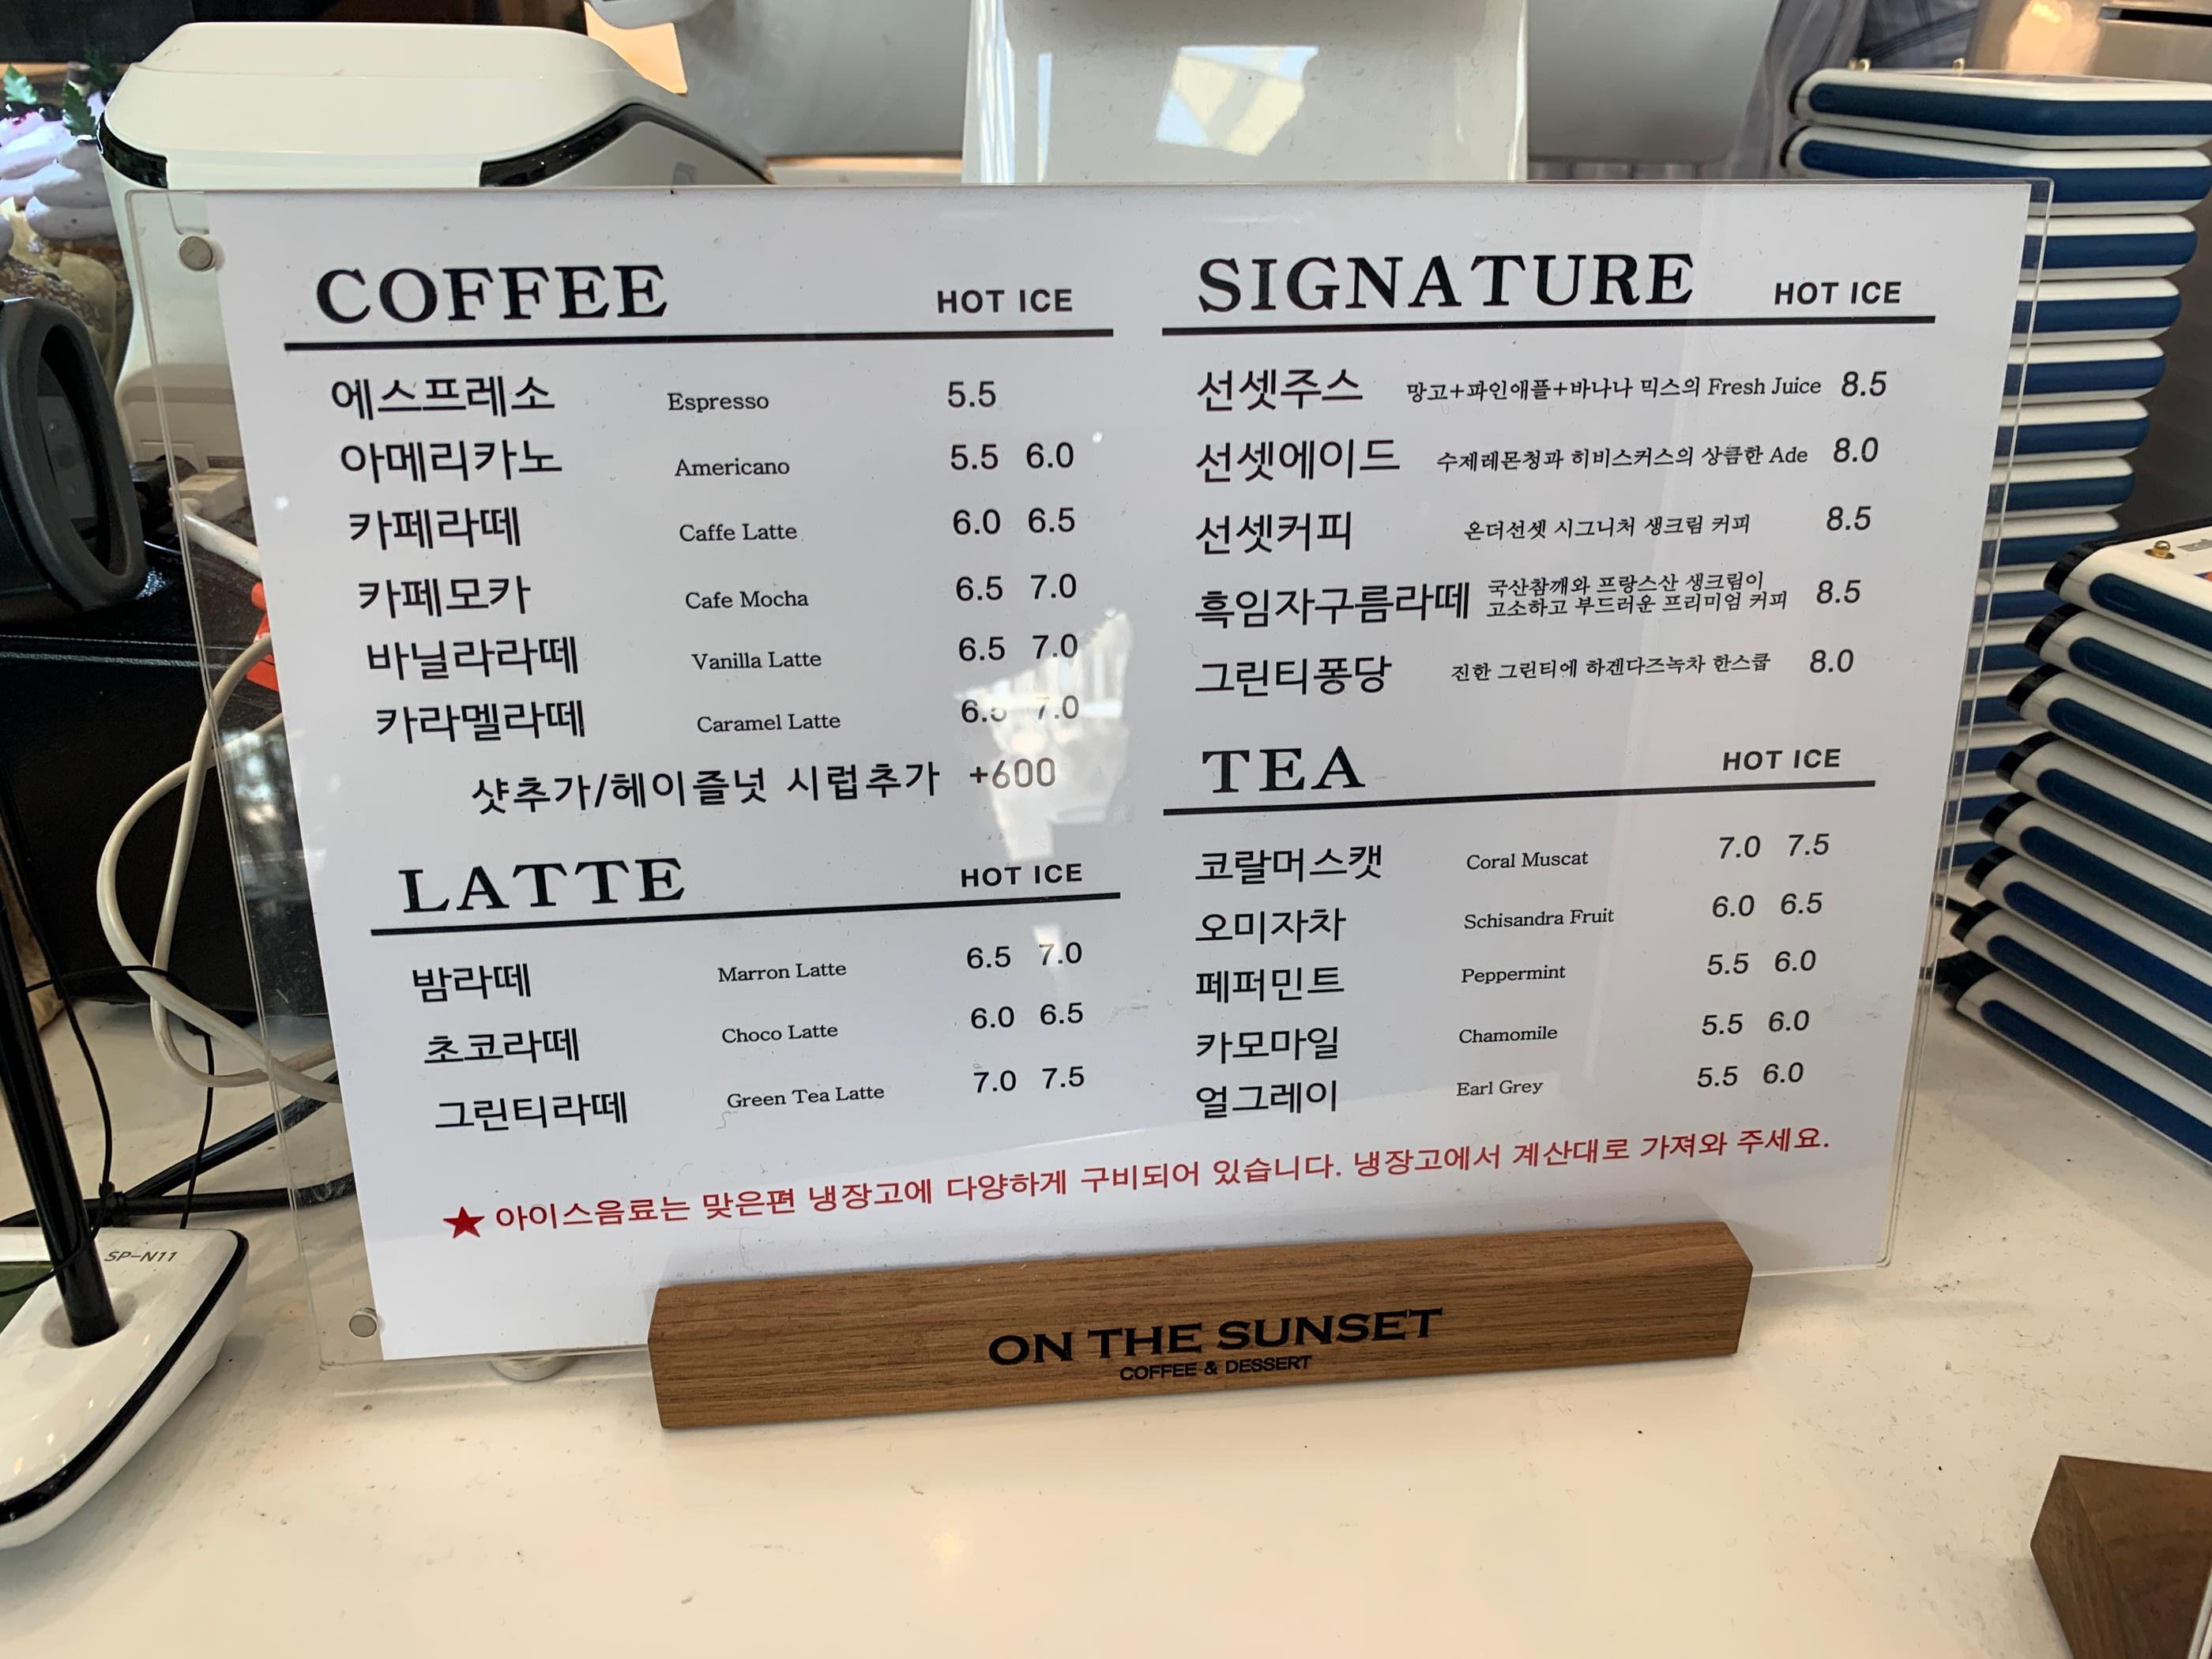 COFFEE HOT ICE
에스프레소 Espresso 5.5
아메리카노 Americano 5.5 6.0
카페라떼 Caffe Latte 6.0 6.5
카페모카 Cafe Mocha 6.5 7.0
바닐라라떼 Vanilla Latte 6.5 7.0
카라멜라떼 Caramel Latte 6.5 7.0
샷추가/헤이즐넛 시럽추가 +600
LATTE HOT ICE
밤라떼 Marron Latte 6.5 7.0
초코라떼 Choco Latte 6.0 6.5
그린티라떼 Green Tea Latte 7.0 7.5
SIGNATURE HOT ICE
선셋주스 망고+파인애플+바나나 믹스의 Fresh Juice 8.5
선셋에이드 수제레몬청과 히비스커스의 상큼한 Ade 8.0
선셋커피 온더선셋 시그니처 생크림 커피 8.5
흑임자구름라떼 국산참깨와 프랑스산 생크림이
고소하고 부드러운 프리미엄 커피 8.5
그린티퐁당 진한 그린티에 하겐다즈녹차 한스쿱 8.0
TEA HOT ICE
코랄머스캣 Coral Muscat 7.0 7.5
오미자차 Schisandra Fruit 6.0 6.5
페퍼민트 Peppermint 5.5 6.0
카모마일 Chamomile 5.5 6.0
얼그레이 Earl Grey 5.5 6.0
★ 아이스음료는 맞은편 냉장고에 다양하게 구비되어 있습니다. 냉장고에서 계산대로 가져와 주세요.
ON THE SUNSET
COFFEE & DESSERT
SP-N11